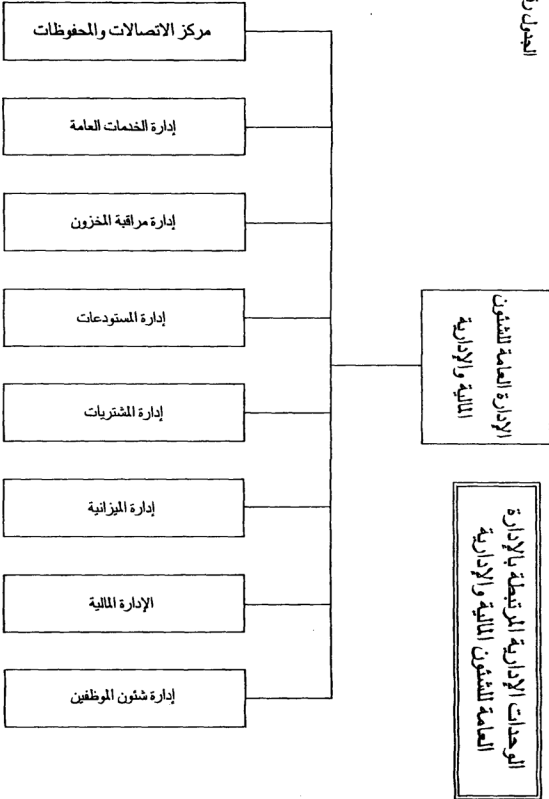 الجدول
الوحدات الإدارية المرتبطة بالإدارة
العامة للشئون المالية والإدارية
الإدارة العامة للشئون
المالية والإدارية
مركز الاتصالات والمحفوظات
إدارة الخدمات العامة
إدارة مراقبة المخزون
إدارة المستودعات
إدارة المشتريات
إدارة الميزانية
الإدارة المالية
إدارة شئون الموظفين